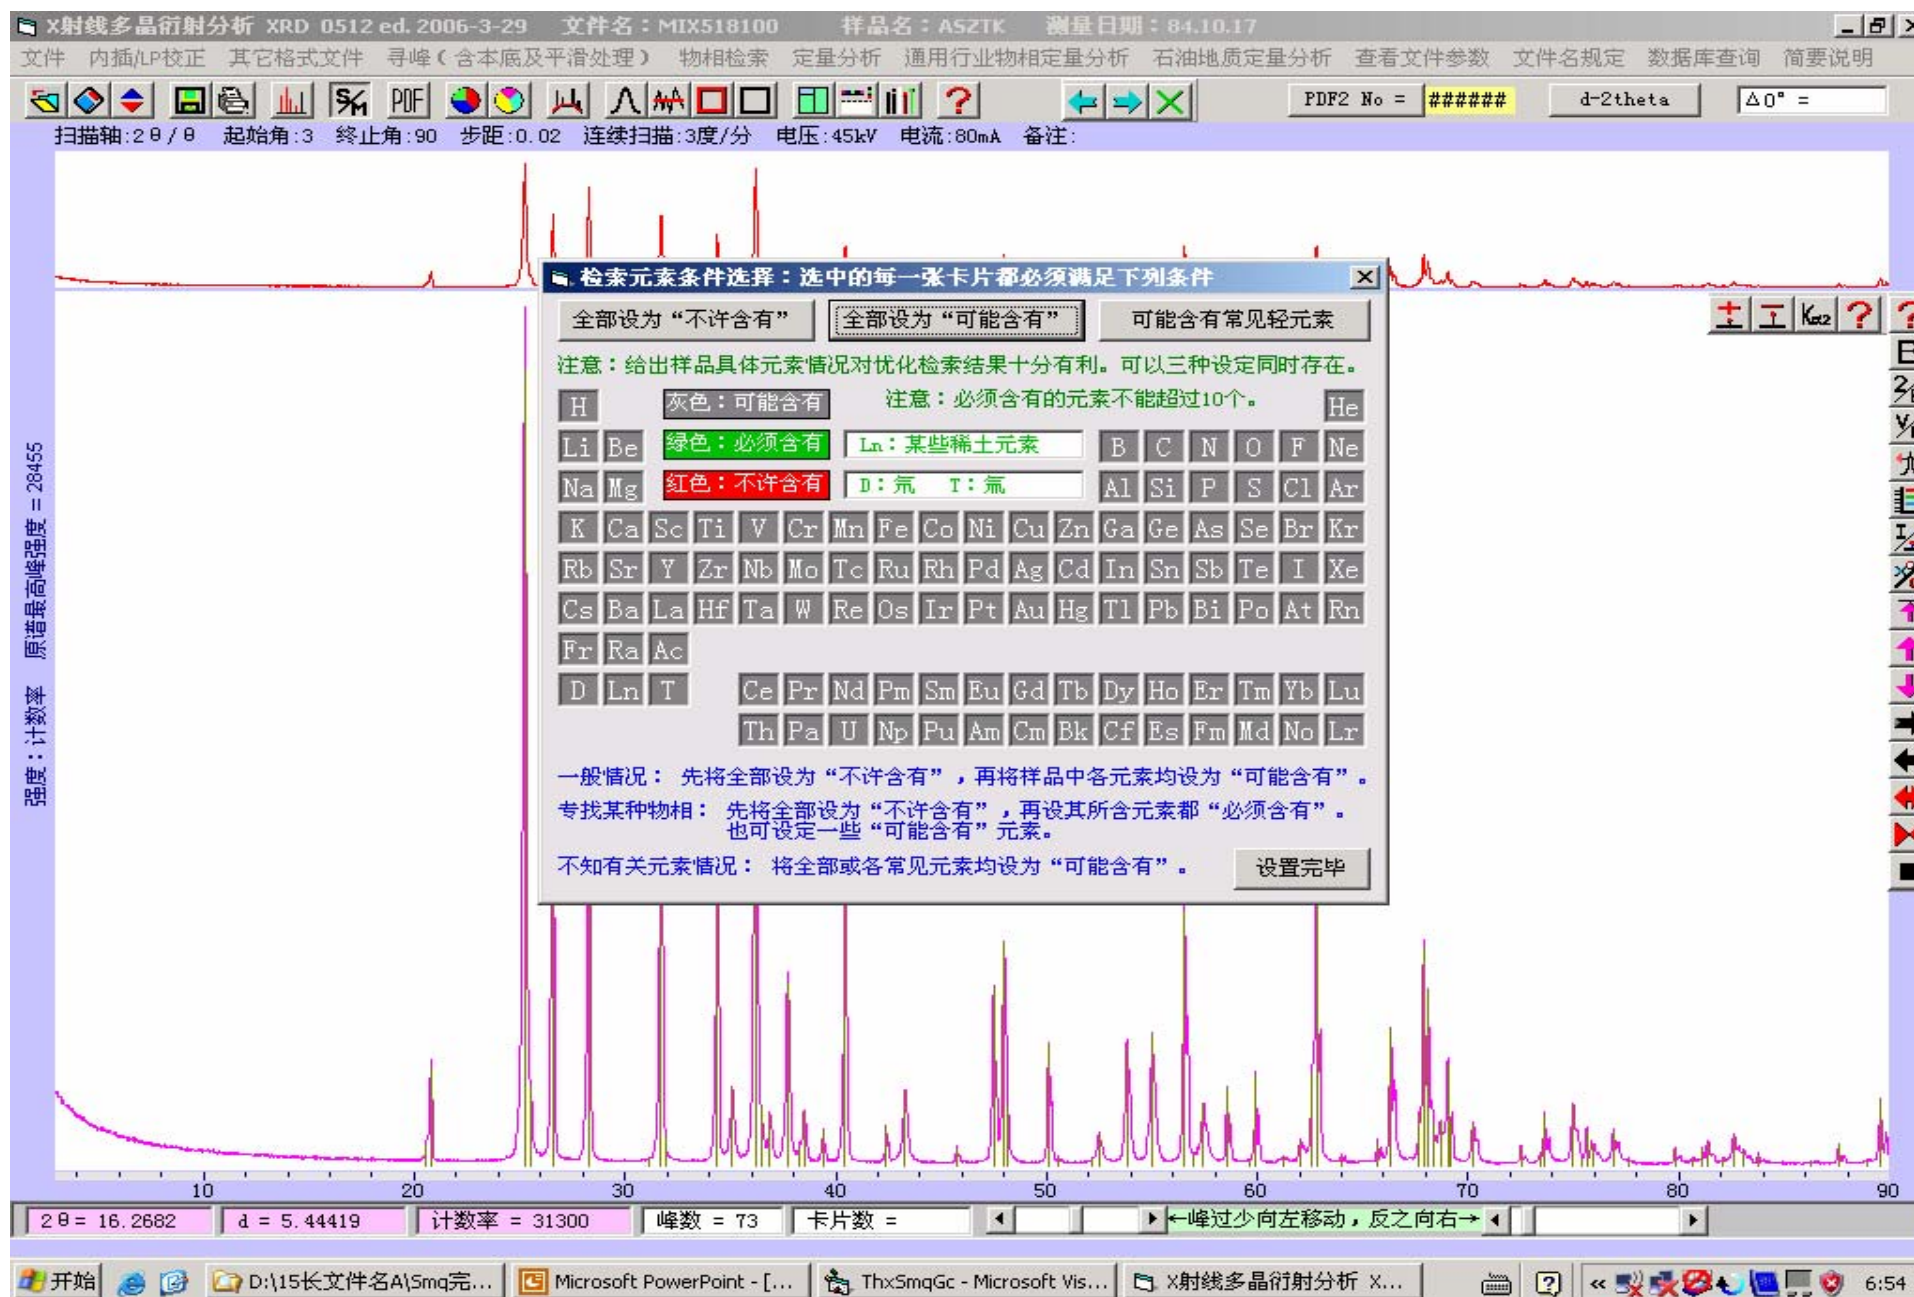 X射线多晶衍射分析 XRD 0512 ed. 2006-3-29 文件名：MIX518100 样品名：ASZTK 测量日期：84.10.17
文件 内插/LP校正 其它格式文件 寻峰（含本底及平滑处理） 物相检索 定量分析 通用行业物相定量分析 石油地质定量分析 查看文件参数 文件名规定 数据库查询 简要说明
S/M PDF PDF2 No = ###### d-2theta Δ0° =
扫描轴:2θ/θ 起始角:3 终止角:90 步距:0.02 连续扫描:3度/分 电压:45kV 电流:80mA 备注:
检索元素条件选择：选中的每一张卡片都必须满足下列条件
全部设为“不许含有” 全部设为“可能含有” 可能含有常见轻元素
Kα2
注意：给出样品具体元素情况对优化检索结果十分有利。可以三种设定同时存在。
H 灰色：可能含有 注意：必须含有的元素不能超过10个。 He
Li Be 绿色：必须含有 Ln：某些稀土元素 B C N O F Ne
Na Mg 红色：不许含有 D：氘 T：氚 Al Si P S Cl Ar
K Ca Sc Ti V Cr Mn Fe Co Ni Cu Zn Ga Ge As Se Br Kr
Rb Sr Y Zr Nb Mo Tc Ru Rh Pd Ag Cd In Sn Sb Te I Xe
Cs Ba La Hf Ta W Re Os Ir Pt Au Hg Tl Pb Bi Po At Rn
Fr Ra Ac
D Ln T Ce Pr Nd Pm Sm Eu Gd Tb Dy Ho Er Tm Yb Lu
Th Pa U Np Pu Am Cm Bk Cf Es Fm Md No Lr
一般情况： 先将全部设为“不许含有”，再将样品中各元素均设为“可能含有”。
专找某种物相： 先将全部设为“不许含有”，再设其所含元素都“必须含有”。
也可设定一些“可能含有”元素。
不知有关元素情况： 将全部或各常见元素均设为“可能含有”。 设置完毕
强度：计数率 原谱最高峰强度 = 28455
10 20 30 40 50 60 70 80 90
2θ= 16.2682 d = 5.44419 计数率 = 31300 峰数 = 73 卡片数 = ←峰过少向左移动，反之向右→
开始 D:\15长文件名A\Smq完... Microsoft PowerPoint - [... ThxSmqGc - Microsoft Vis... X射线多晶衍射分析 X... « 6:54